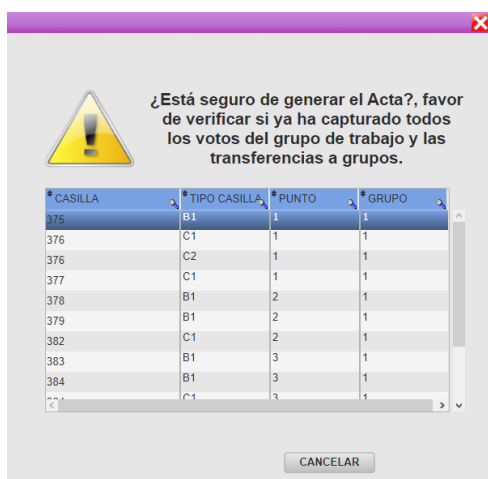 ¿Está seguro de generar el Acta?, favor
de verificar si ya ha capturado todos
los votos del grupo de trabajo y las
transferencias a grupos.
CASILLA TIPO CASILLA PUNTO GRUPO
375 B1 1 1
376 C1 1 1
376 C2 1 1
377 C1 1 1
378 B1 2 1
379 B1 2 1
382 C1 2 1
383 B1 3 1
384 B1 3 1
C1 3 1
CANCELAR